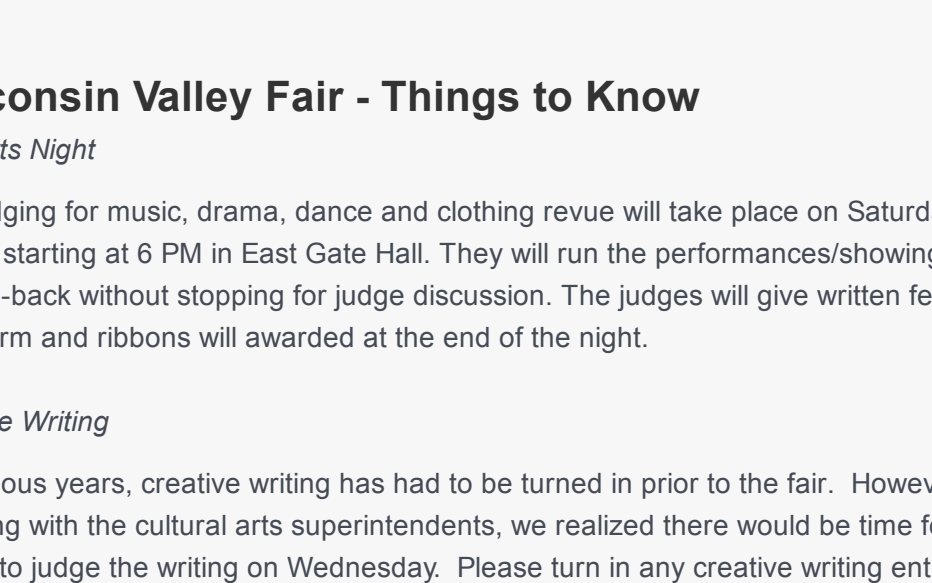 consin Valley Fair - Things to Know
ts Night
ging for music, drama, dance and clothing revue will take place on Saturd
starting at 6 PM in East Gate Hall. They will run the performances/showing
-back without stopping for judge discussion. The judges will give written fe
rm and ribbons will awarded at the end of the night.
e Writing
ous years, creative writing has had to be turned in prior to the fair. Howev
ng with the cultural arts superintendents, we realized there would be time f
to judge the writing on Wednesday. Please turn in any creative writing ent